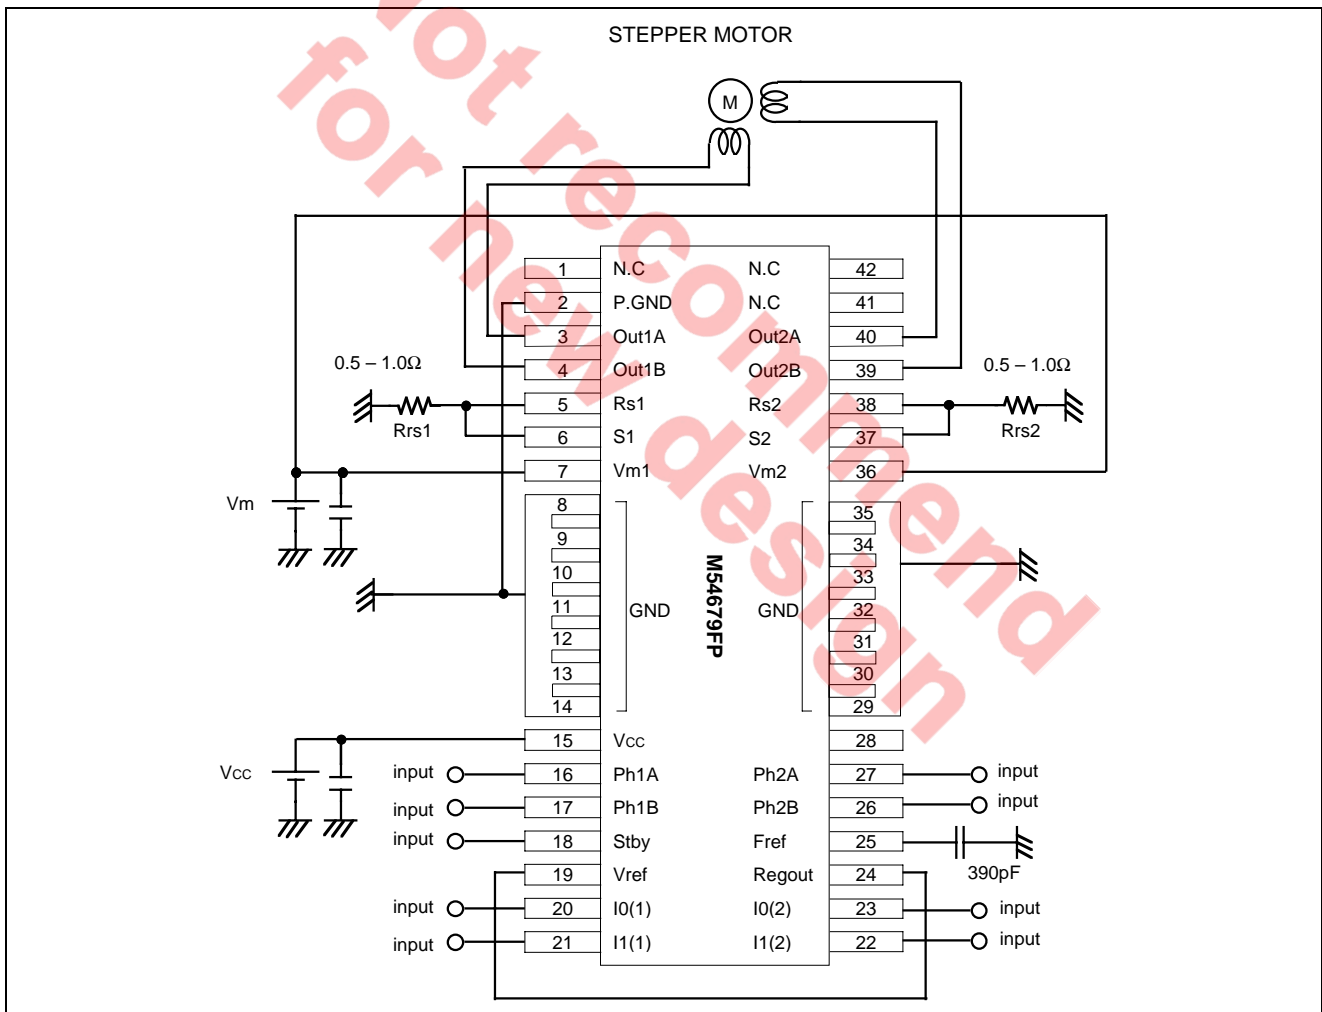 STEPPER MOTOR
Not recommend
for new design
M
1 N.C N.C 42
2 P.GND N.C 41
3 Out1A Out2A 40
4 Out1B Out2B 39
0.5 – 1.0Ω
0.5 – 1.0Ω
5 Rs1 Rs2 38
Rrs1
Rrs2
6 S1 S2 37
7 Vm1 Vm2 36
Vm
8 35
9 34
10 33
11 GND GND 32
12 31
13 30
14 29
M54679FP
15 Vcc 28
Vcc
input 16 Ph1A Ph2A 27 input
input 17 Ph1B Ph2B 26 input
input 18 Stby Fref 25
390pF
19 Vref Regout 24
input 20 I0(1) I0(2) 23 input
input 21 I1(1) I1(2) 22 input